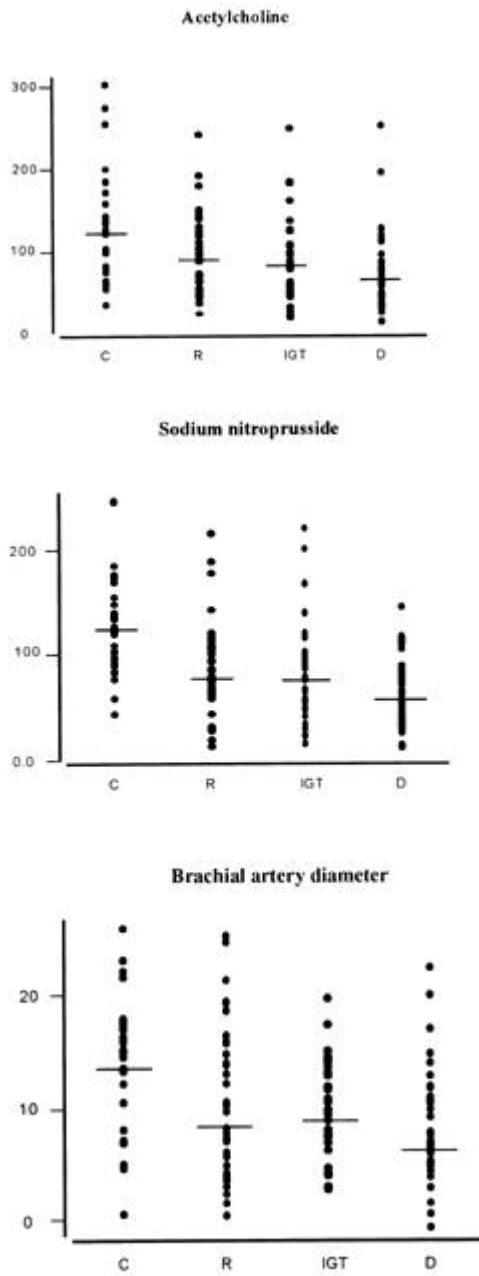 Acetylcholine
300
200
100
0
C R IGT D
Sodium nitroprusside
200
100
0.0
C R IGT D
Brachial artery diameter
20
10
0
C R IGT D